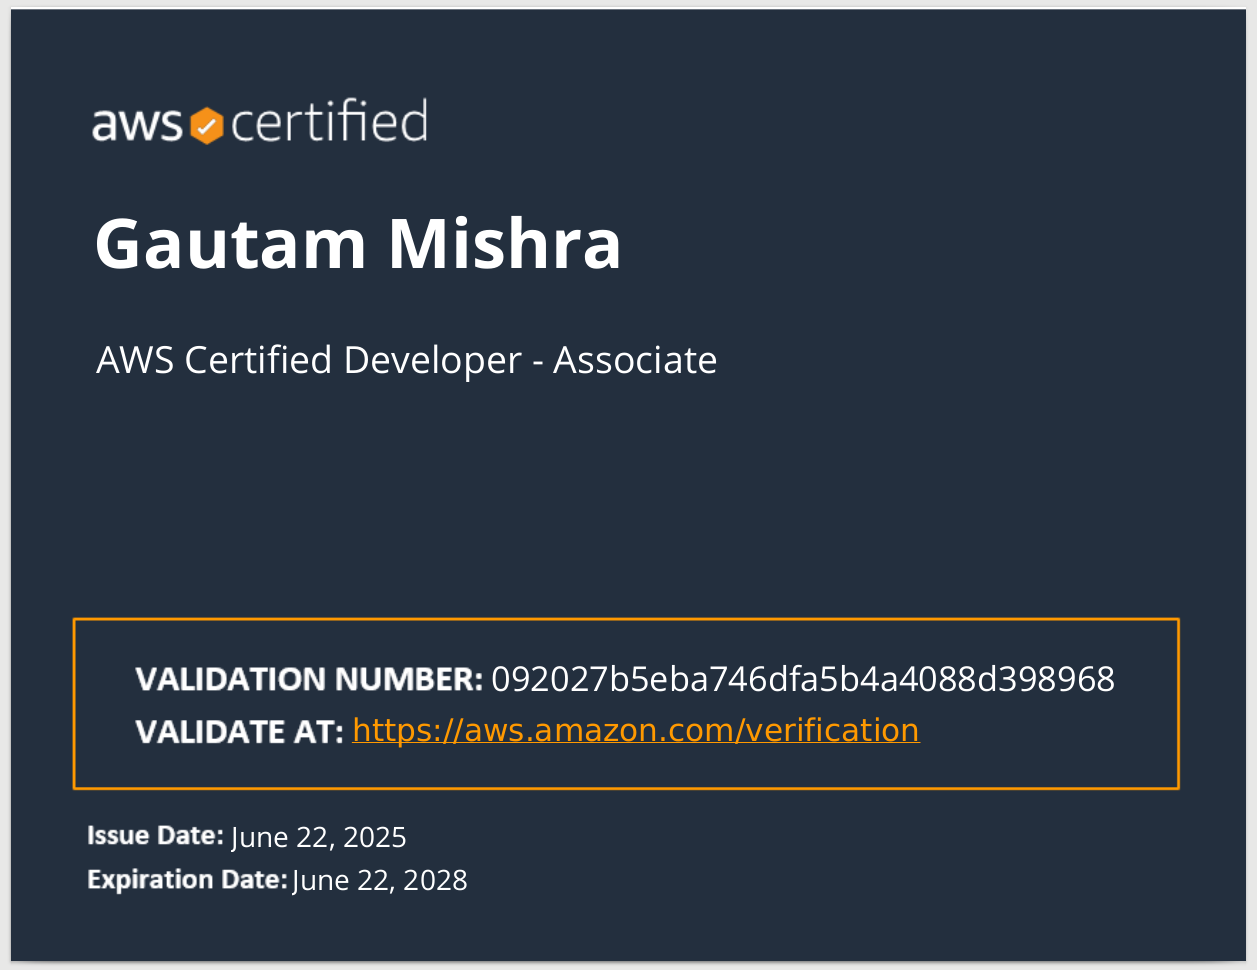 aws certified
Gautam Mishra
AWS Certified Developer - Associate
VALIDATION NUMBER: 092027b5eba746dfa5b4a4088d398968
VALIDATE AT: https://aws.amazon.com/verification
Issue Date: June 22, 2025
Expiration Date: June 22, 2028